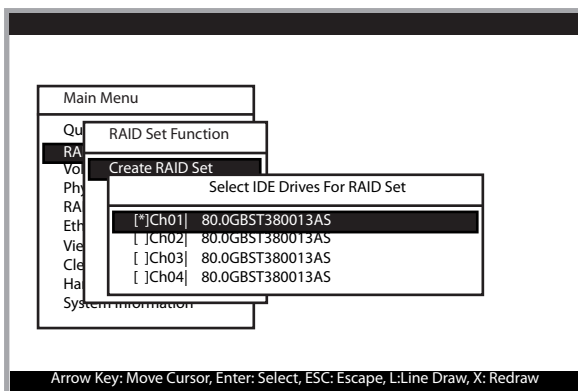 Main Menu
Qu
RAID Set Function
RA
Create RAID Set
Vol
Phy
Select IDE Drives For RAID Set
RA
[*]Ch01| 80.0GBST380013AS
Eth
[ ]Ch02| 80.0GBST380013AS
Vie
[ ]Ch03| 80.0GBST380013AS
Cle
[ ]Ch04| 80.0GBST380013AS
Ha
System Information
Arrow Key: Move Cursor, Enter: Select, ESC: Escape, L:Line Draw, X: Redraw